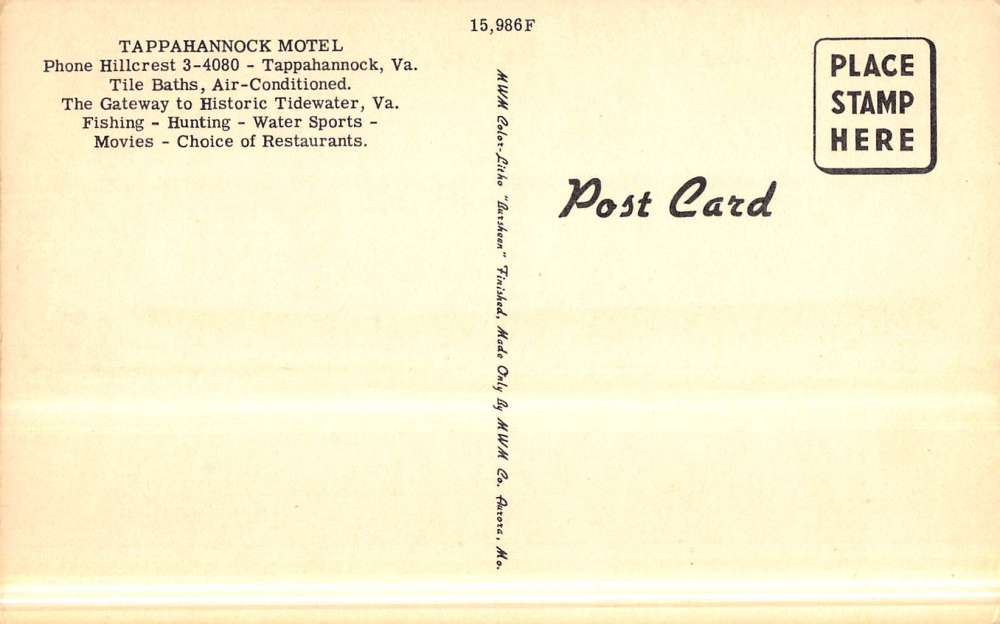 15,986F
TAPPAHANNOCK MOTEL
Phone Hillcrest 3-4080 - Tappahannock, Va.
Tile Baths, Air-Conditioned.
The Gateway to Historic Tidewater, Va.
Fishing - Hunting - Water Sports -
Movies - Choice of Restaurants.
MWM Color-Litho "Aursheen" Finished, Made Only By MWM Co. Aurora, Mo.
Post Card
PLACE
STAMP
HERE